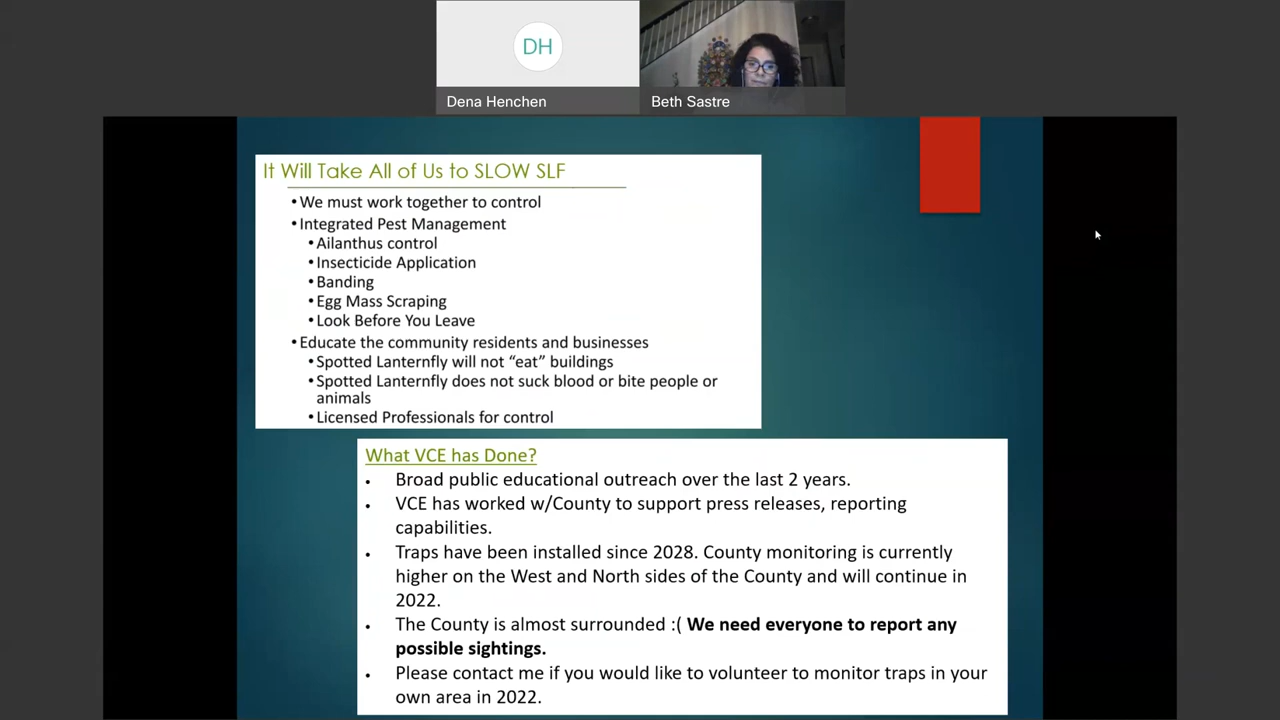 DH
Dena Henchen
Beth Sastre
It Will Take All of Us to SLOW SLF
•We must work together to control
•Integrated Pest Management
•Ailanthus control
•Insecticide Application
•Banding
•Egg Mass Scraping
•Look Before You Leave
•Educate the community residents and businesses
•Spotted Lanternfly will not “eat” buildings
•Spotted Lanternfly does not suck blood or bite people or
animals
•Licensed Professionals for control
What VCE has Done?
• Broad public educational outreach over the last 2 years.
• VCE has worked w/County to support press releases, reporting
capabilities.
• Traps have been installed since 2028. County monitoring is currently
higher on the West and North sides of the County and will continue in
2022.
• The County is almost surrounded :( We need everyone to report any
possible sightings.
• Please contact me if you would like to volunteer to monitor traps in your
own area in 2022.